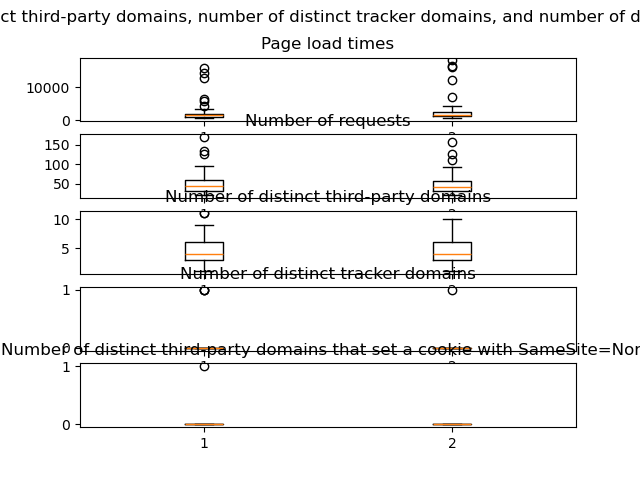 ct third-party domains, number of distinct tracker domains, and number of d
Page load times
10000
0
Number of requests
150
100
50
Number of distinct third-party domains
10
5
Number of distinct tracker domains
1
0
Number of distinct third-party domains that set a cookie with SameSite=Nor
1
0
1 2